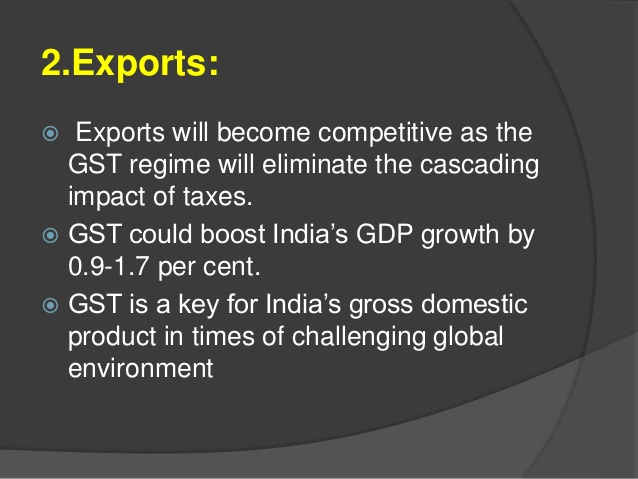 2.Exports:
Exports will become competitive as the
GST regime will eliminate the cascading
impact of taxes.
GST could boost India’s GDP growth by
0.9-1.7 per cent.
GST is a key for India’s gross domestic
product in times of challenging global
environment